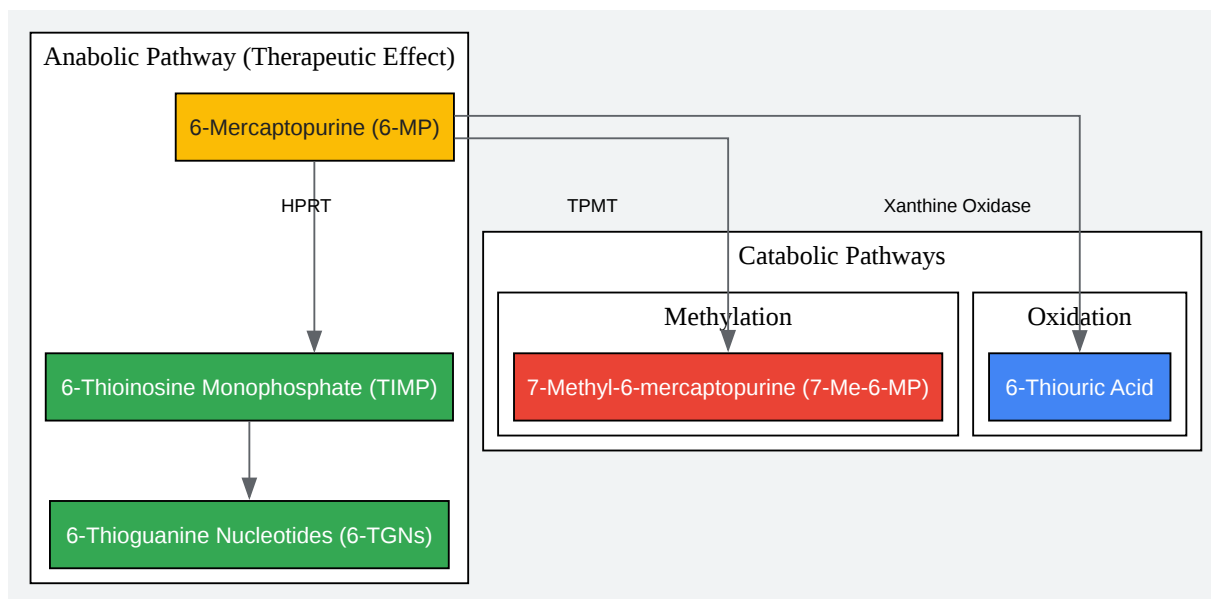 Anabolic Pathway (Therapeutic Effect)
6-Mercaptopurine (6-MP)
HPRT
TPMT
Xanthine Oxidase
Catabolic Pathways
Methylation
Oxidation
6-Thioinosine Monophosphate (TIMP)
7-Methyl-6-mercaptopurine (7-Me-6-MP)
6-Thiouric Acid
6-Thioguanine Nucleotides (6-TGNs)